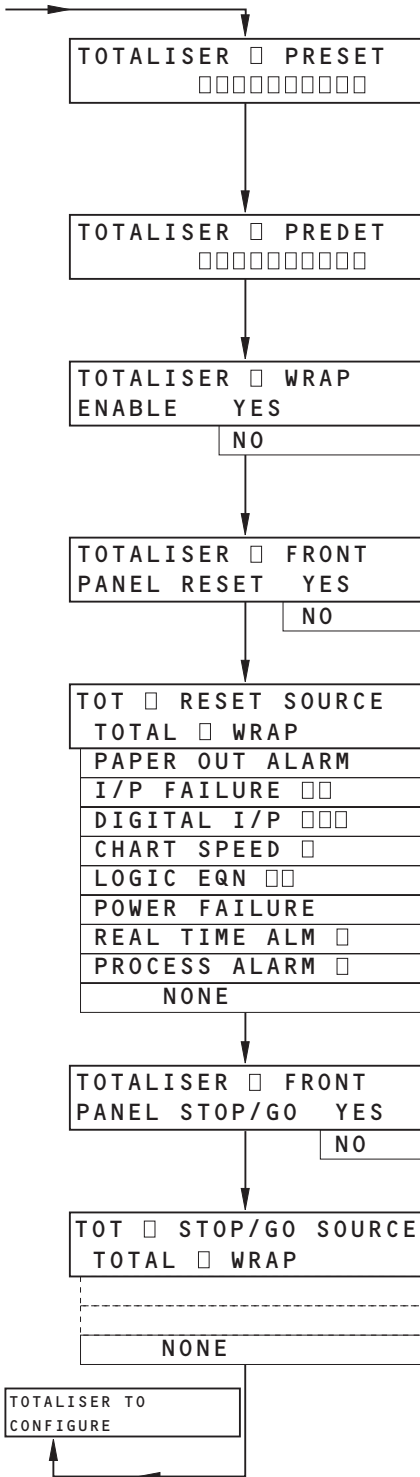 TOTALISER □ PRESET
□□□□□□□□□□
TOTALISER □ PREDET
□□□□□□□□□□
TOTALISER □ WRAP
ENABLE YES
NO
TOTALISER □ FRONT
PANEL RESET YES
NO
TOT □ RESET SOURCE
TOTAL □ WRAP
PAPER OUT ALARM
I/P FAILURE □□
DIGITAL I/P □□□
CHART SPEED □
LOGIC EQN □□
POWER FAILURE
REAL TIME ALM □
PROCESS ALARM □
NONE
TOTALISER □ FRONT
PANEL STOP/GO YES
NO
TOT □ STOP/GO SOURCE
TOTAL □ WRAP
NONE
TOTALISER TO
CONFIGURE